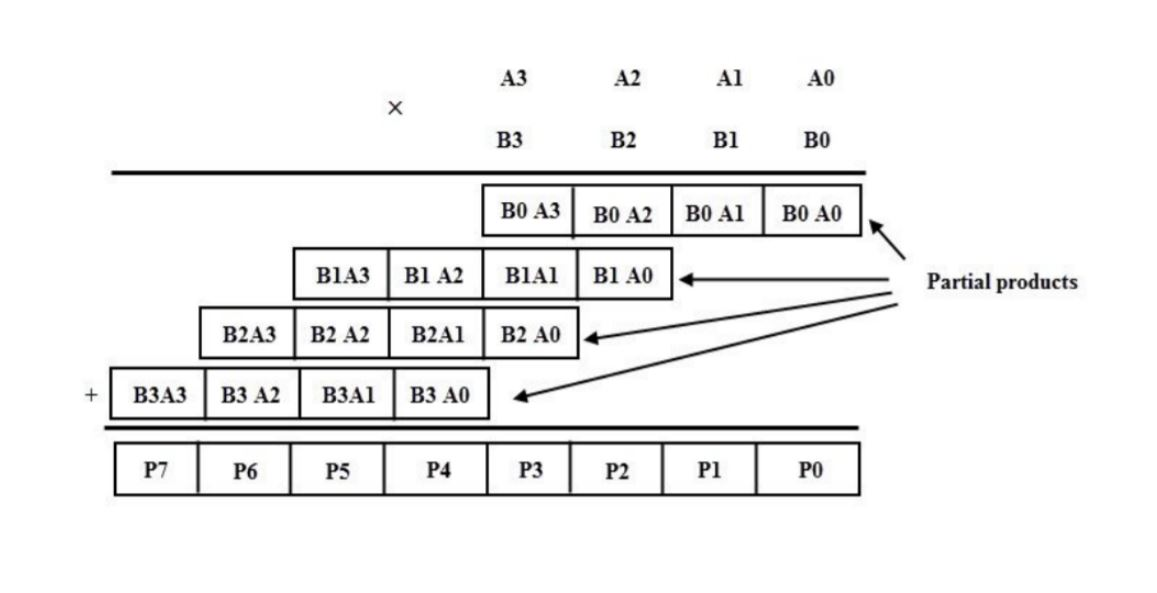 A3 A2 A1 A0
×
B3 B2 B1 B0
B0 A3 B0 A2 B0 A1 B0 A0
B1A3 B1 A2 B1A1 B1 A0
Partial products
B2A3 B2 A2 B2A1 B2 A0
+ B3A3 B3 A2 B3A1 B3 A0
P7 P6 P5 P4 P3 P2 P1 P0